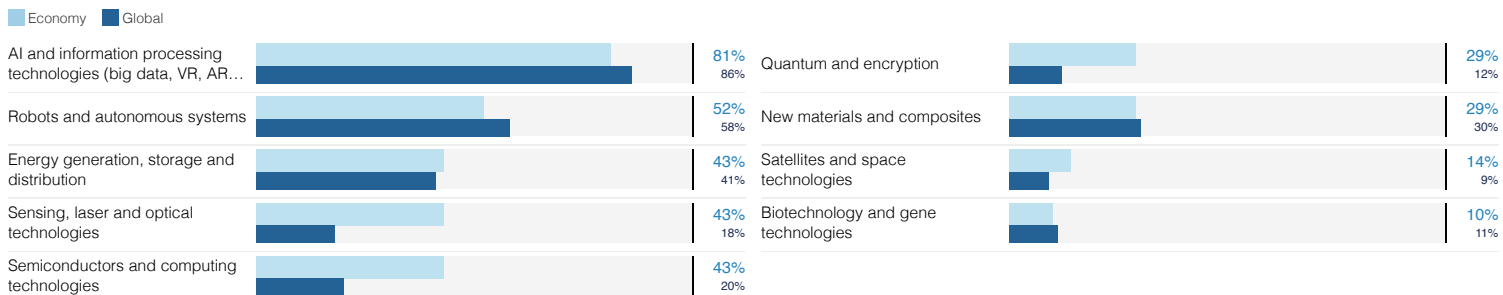 Economy Global
AI and information processing
technologies (big data, VR, AR…
81%
86%
Robots and autonomous systems
52%
58%
Energy generation, storage and
distribution
43%
41%
Sensing, laser and optical
technologies
43%
18%
Semiconductors and computing
technologies
43%
20%
Quantum and encryption
29%
12%
New materials and composites
29%
30%
Satellites and space
technologies
14%
9%
Biotechnology and gene
technologies
10%
11%